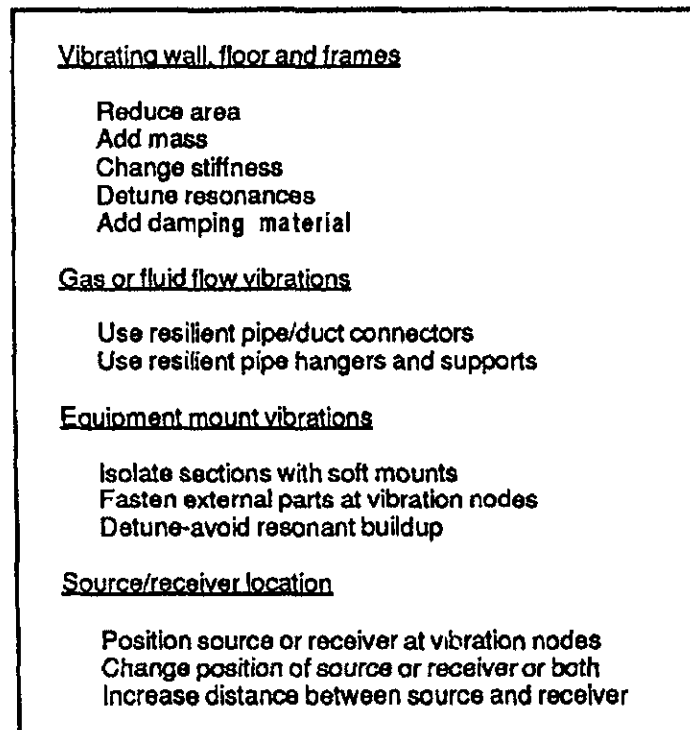 Vibrating wall, floor and frames
Reduce area
Add mass
Change stiffness
Detune resonances
Add damping material
Gas or fluid flow vibrations
Use resilient pipe/duct connectors
Use resilient pipe hangers and supports
Equipment mount vibrations
Isolate sections with soft mounts
Fasten external parts at vibration nodes
Detune-avoid resonant buildup
Source/receiver location
Position source or receiver at vibration nodes
Change position of source or receiver or both
Increase distance between source and receiver